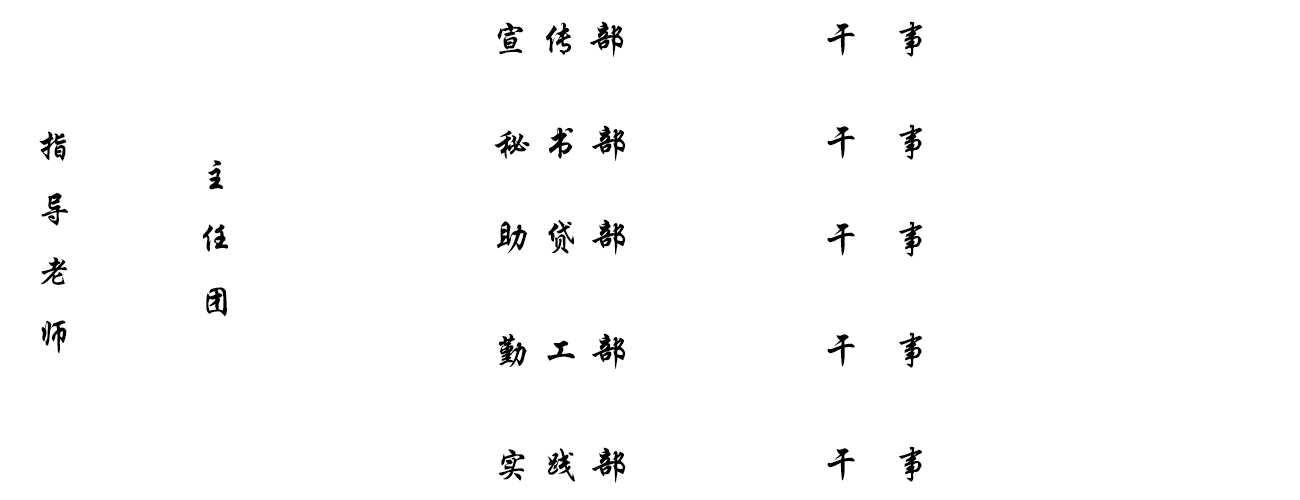 指导老师
主任团
宣传部 干事
秘书部 干事
助贷部 干事
勤工部 干事
实践部 干事